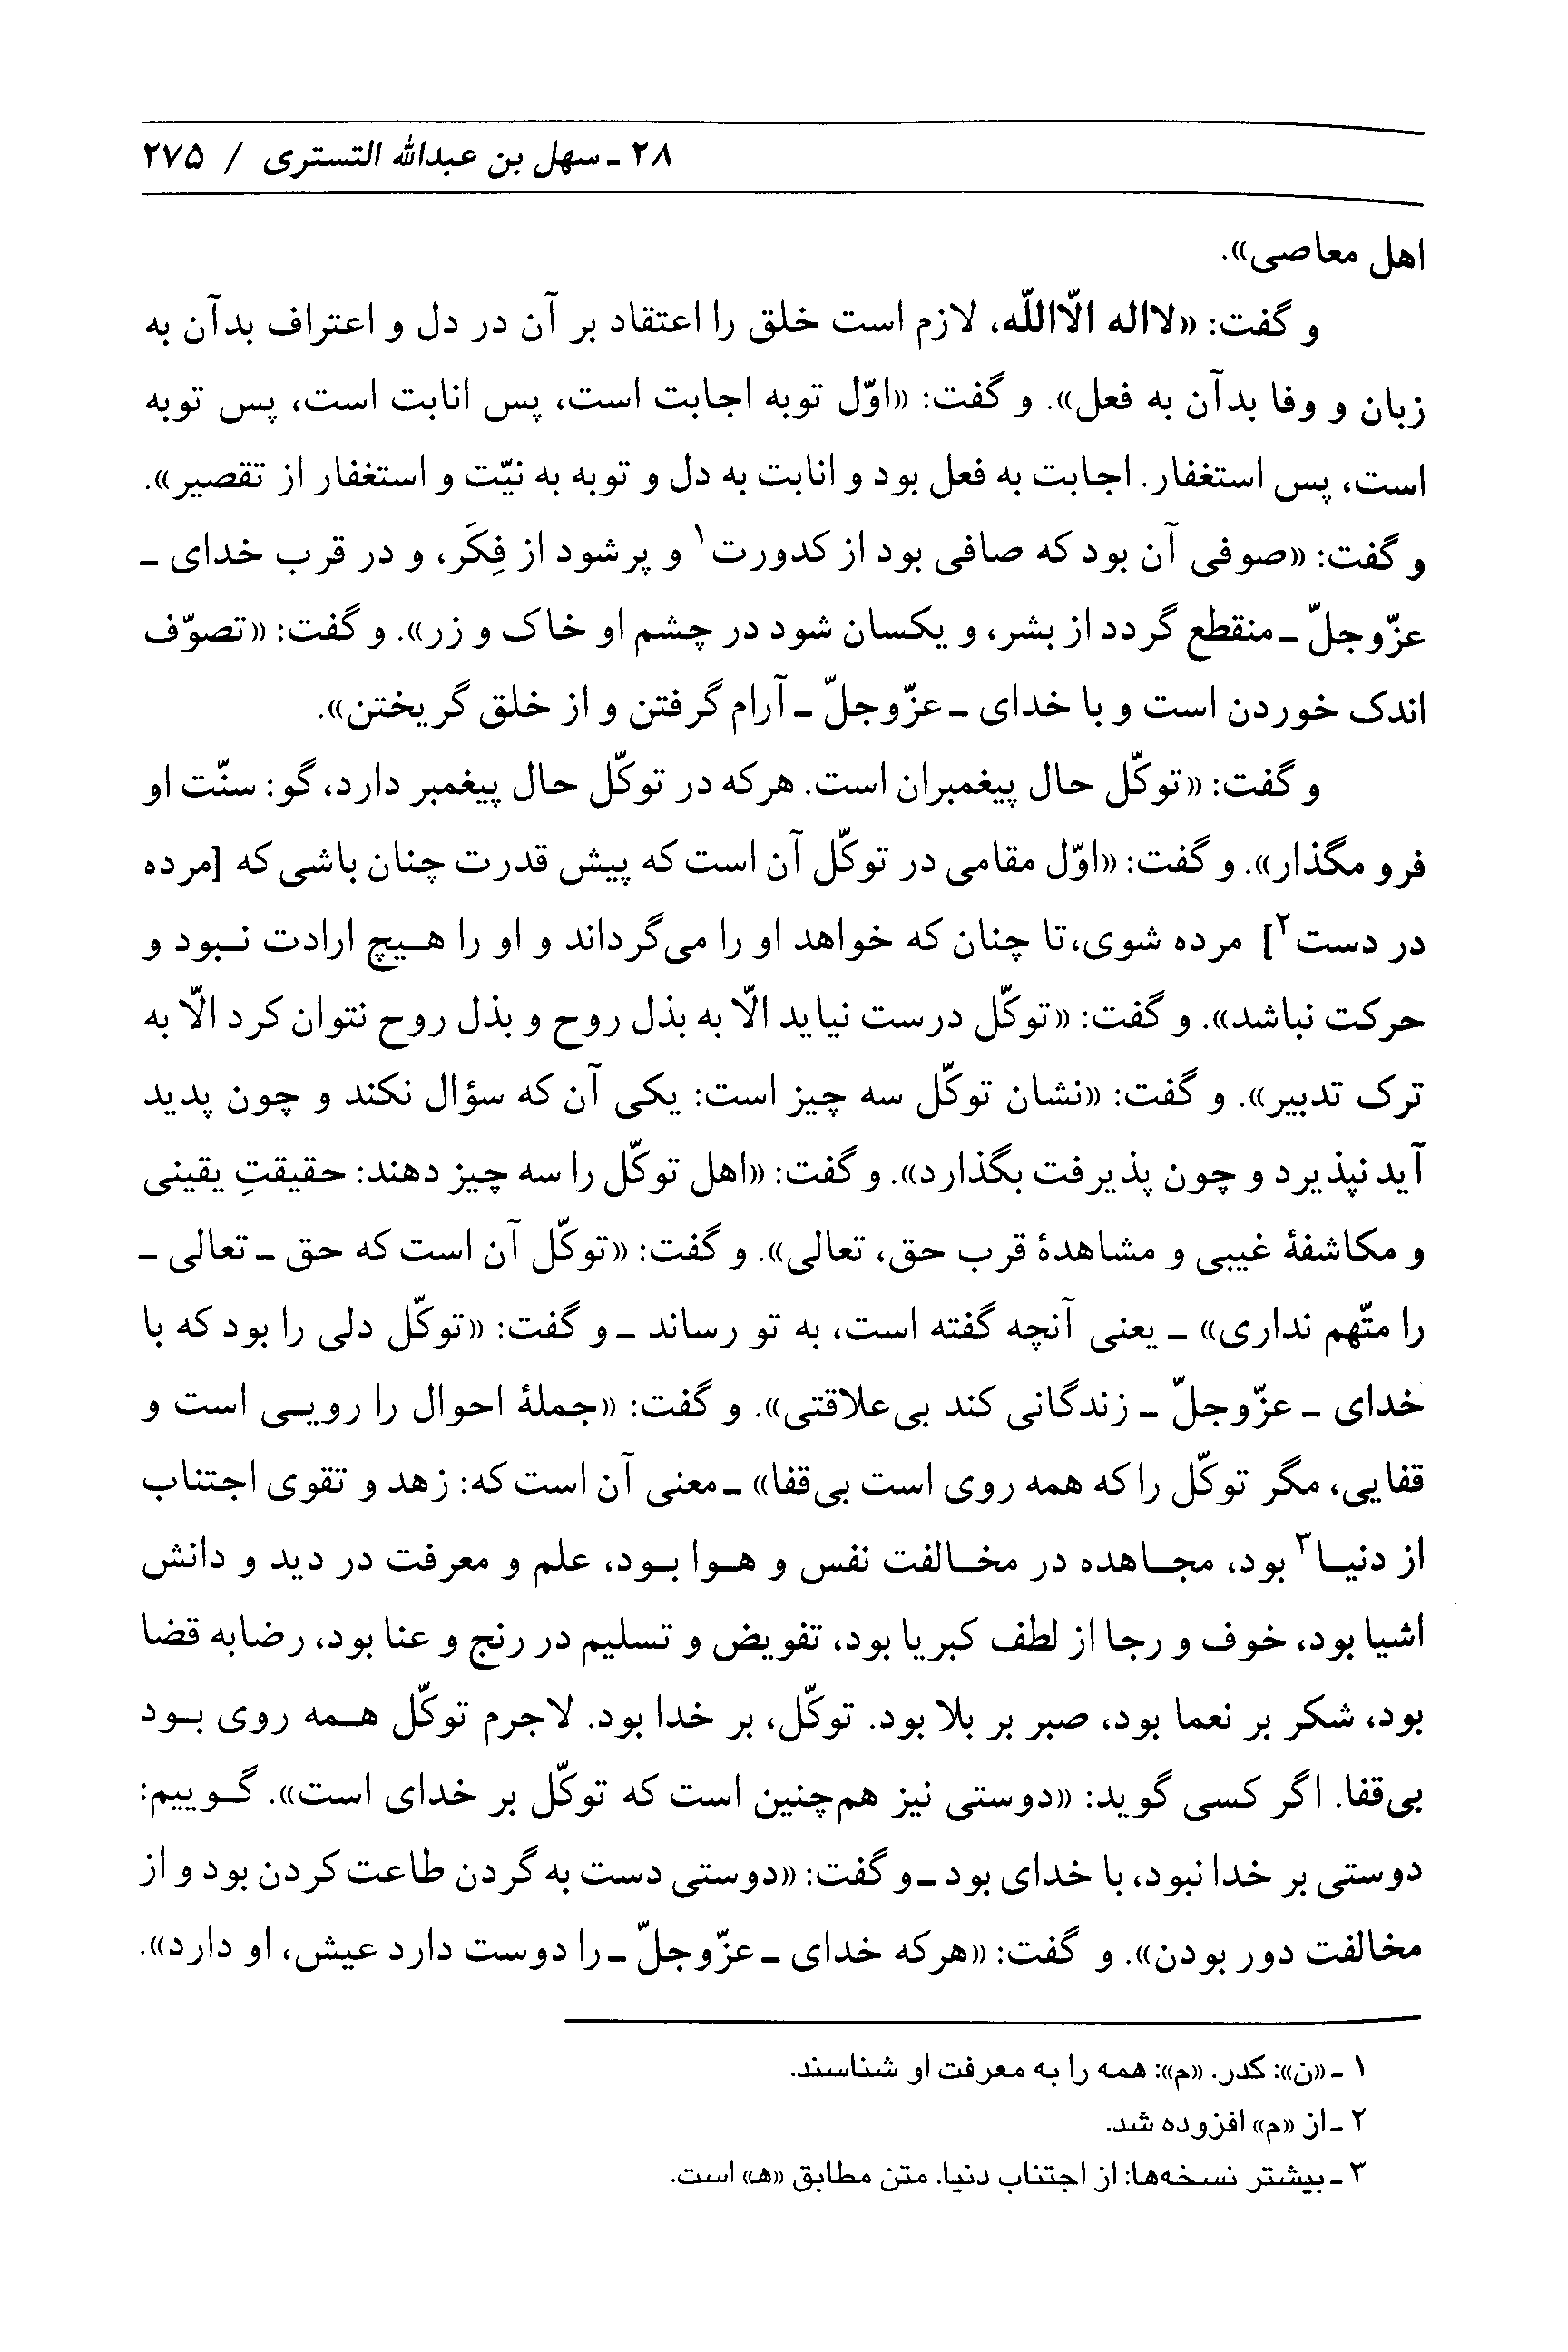 ۲۸ ـ سهل بن عبدالله التستری / ۲۷۵
اهل معاصی».
و گفت: «لااله الّااللّه، لازم است خلق را اعتقاد بر آن در دل و اعتراف بدآن به
زبان و وفا بدآن به فعل». و گفت: «اوّل توبه اجابت است، پس انابت است، پس توبه
است، پس استغفار. اجابت به فعل بود و انابت به دل و توبه به نیّت و استغفار از تقصیر».
و گفت: «صوفی آن بود که صافی بود از کدورت۱ و پرشود از فِکَر، و در قرب خدای ـ
عزّوجلّ ـ منقطع گردد از بشر، و یکسان شود در چشم او خاک و زر». و گفت: «تصوّف
اندک خوردن است و با خدای ـ عزّوجلّ ـ آرام گرفتن و از خلق گریختن».
و گفت: «توکّل حال پیغمبران است. هرکه در توکّل حال پیغمبر دارد، گو: سنّت او
فرو مگذار». و گفت: «اوّل مقامی در توکّل آن است که پیش قدرت چنان باشی که [مرده
در دست۲] مرده شوی، تا چنان که خواهد او را می‌گرداند و او را هیچ ارادت نبود و
حرکت نباشد». و گفت: «توکّل درست نیاید الّا به بذل روح و بذل روح نتوان کرد الّا به
ترک تدبیر». و گفت: «نشان توکّل سه چیز است: یکی آن که سؤال نکند و چون پدید
آید نپذیرد و چون پذیرفت بگذارد». و گفت: «اهل توکّل را سه چیز دهند: حقیقتِ یقینی
و مکاشفهٔ غیبی و مشاهدهٔ قرب حق، تعالی». و گفت: «توکّل آن است که حق ـ تعالی ـ
را متّهم نداری» ـ یعنی آنچه گفته است، به تو رساند ـ و گفت: «توکّل دلی را بود که با
خدای ـ عزّوجلّ ـ زندگانی کند بی‌علاقتی». و گفت: «جملهٔ احوال را رویی است و
قفایی، مگر توکّل را که همه روی است بی‌قفا» ـ معنی آن است که: زهد و تقوی اجتناب
از دنیا۳ بود، مجاهده در مخالفت نفس و هوا بود، علم و معرفت در دید و دانش
اشیا بود، خوف و رجا از لطف کبریا بود، تفویض و تسلیم در رنج و عنا بود، رضا به قضا
بود، شکر بر نعما بود، صبر بر بلا بود. توکّل، بر خدا بود. لاجرم توکّل همه روی بود
بی‌قفا. اگر کسی گوید: «دوستی نیز هم‌چنین است که توکّل بر خدای است». گوییم:
دوستی بر خدا نبود، با خدای بود ـ و گفت: «دوستی دست به گردن طاعت کردن بود و از
مخالفت دور بودن». و گفت: «هرکه خدای ـ عزّوجلّ ـ را دوست دارد عیش، او دارد».
۱ ـ «ن»: کدر. «م»: همه را به معرفت او شناسند.
۲ ـ از «م» افزوده شد.
۳ ـ بیشتر نسخه‌ها: از اجتناب دنیا. متن مطابق «ه‍» است.